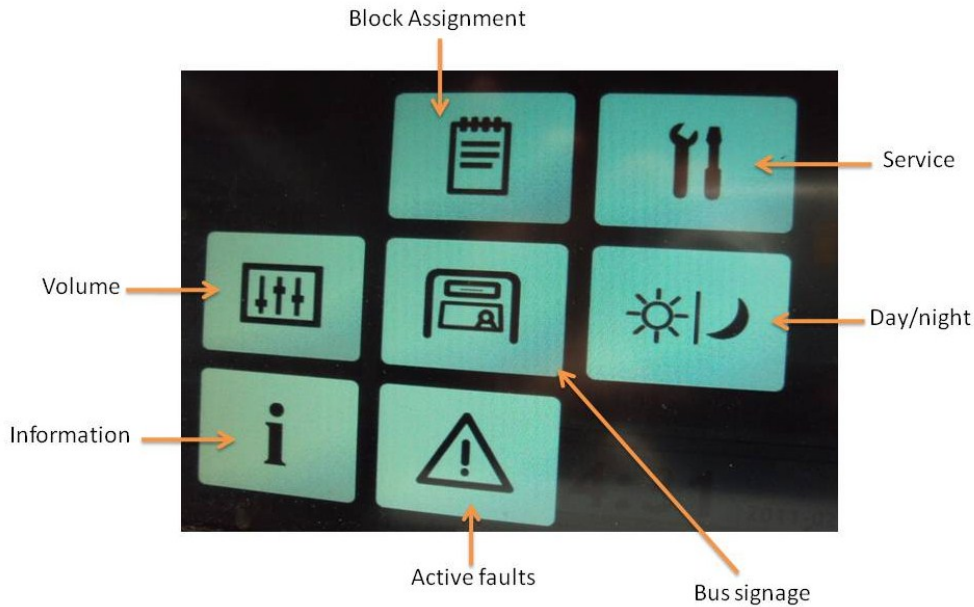 Block Assignment
Service
Volume
Day/night
Information
i
Active faults
Bus signage